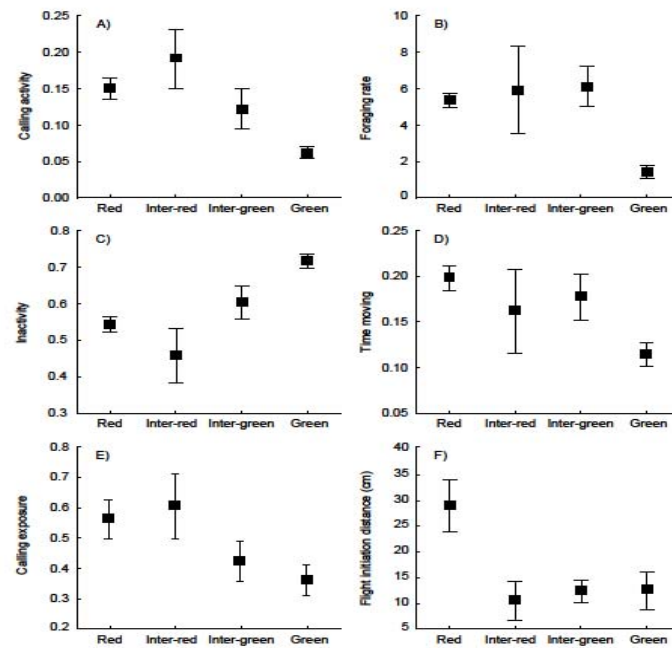 A)
Calling activity
0.25
0.20
0.15
0.10
0.05
0.00
Red Inter-red Inter-green Green
B)
Foraging rate
10
8
6
4
2
0
Red Inter-red Inter-green Green
C)
Inactivity
0.8
0.7
0.6
0.5
0.4
0.3
Red Inter-red Inter-green Green
D)
Time moving
0.25
0.20
0.15
0.10
0.05
Red Inter-red Inter-green Green
E)
Calling exposure
0.8
0.7
0.6
0.5
0.4
0.3
0.2
Red Inter-red Inter-green Green
F)
Flight initiation distance (cm)
40
35
30
25
20
15
10
5
Red Inter-red Inter-green Green